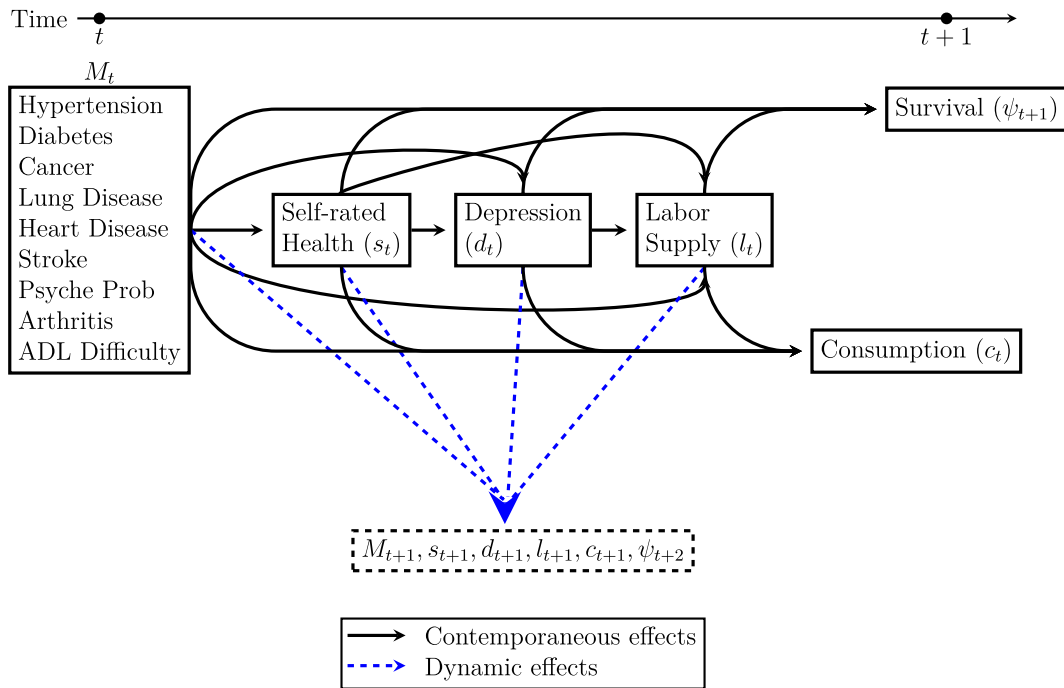 Time
t
t + 1
M_t
Hypertension
Diabetes
Cancer
Lung Disease
Heart Disease
Stroke
Psyche Prob
Arthritis
ADL Difficulty
Survival (ψ_{t+1})
Self-rated
Health (s_t)
Depression
(d_t)
Labor
Supply (l_t)
Consumption (c_t)
M_{t+1}, s_{t+1}, d_{t+1}, l_{t+1}, c_{t+1}, ψ_{t+2}
Contemporaneous effects
Dynamic effects